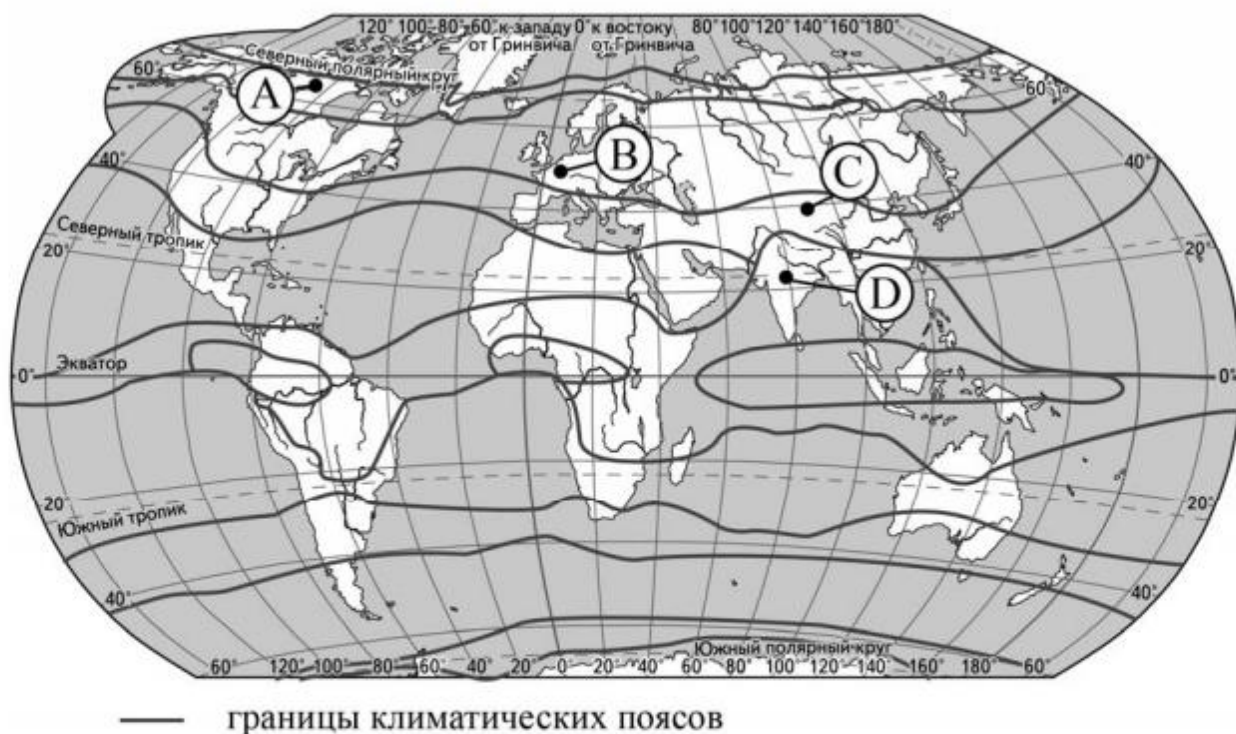 120° 100° 80° 60° к западу 0° к востоку 80° 100° 120° 140° 160° 180°
от Гринвича от Гринвича
Северный полярный круг
60°
60°
A
B
40°
C
40°
Северный тропик
20°
20°
D
Экватор
0°
0°
20°
Южный тропик
20°
40°
40°
Южный полярный круг
60° 120° 100° 80° 60° 40° 20° 0° 20° 40° 60° 80° 100° 120° 140° 160° 180° 60°
границы климатических поясов